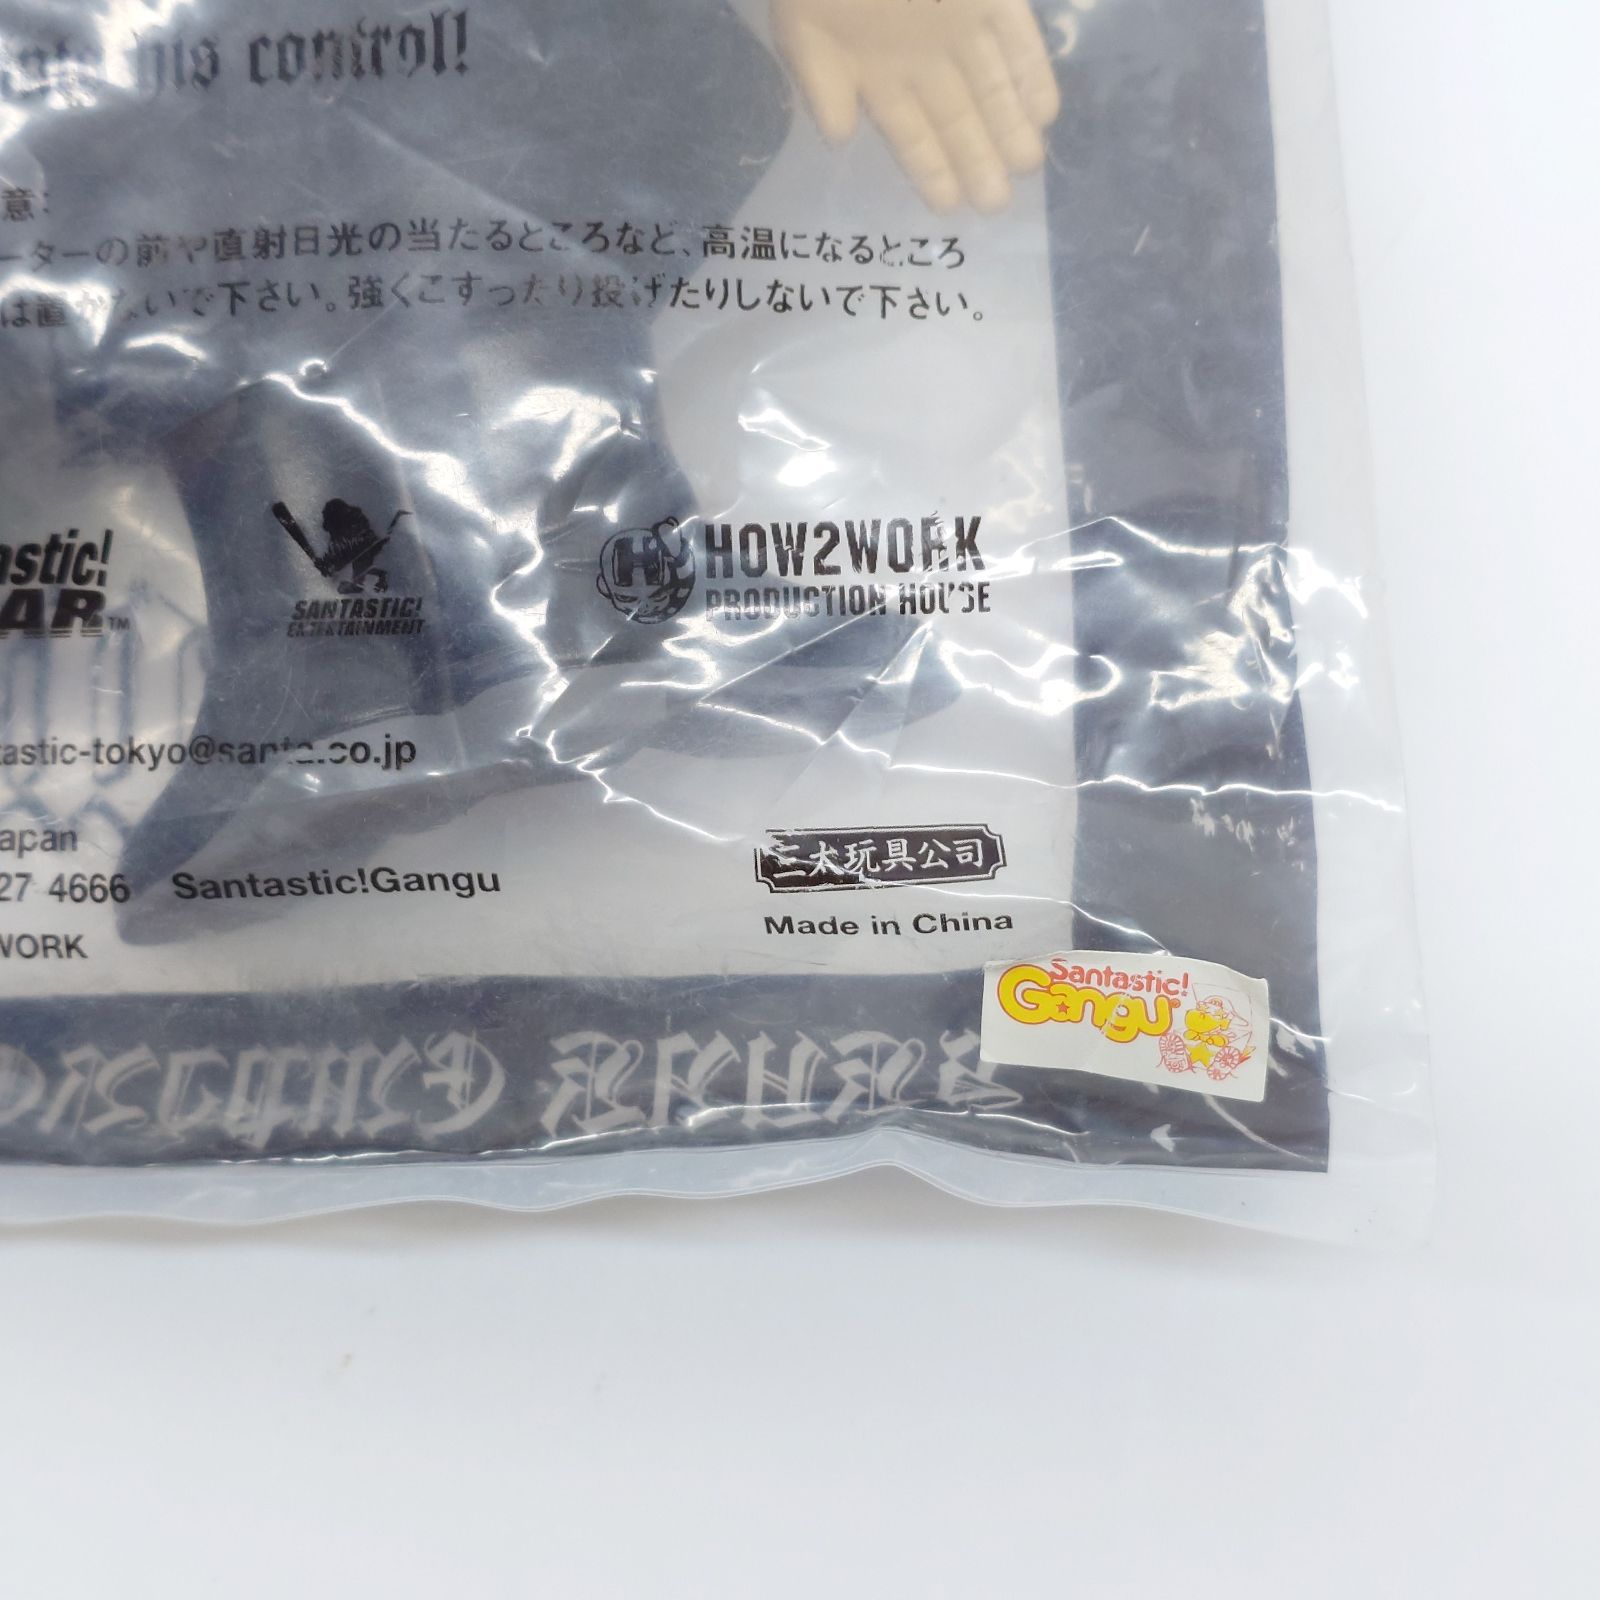 his control!
意:
ーターの前や直射日光の当たるところなど、高温になるところ
は置かないで下さい。強くこすったり投げたりしないで下さい。
astic!
AR™
SANTASTIC!
ENTERTAINMENT
HOW2WORK
PRODUCTION HOUSE
tastic-tokyo@santa.co.jp
apan
27 4666
Santastic!Gangu
三太玩具公司
Made in China
WORK
Santastic!
Gangu